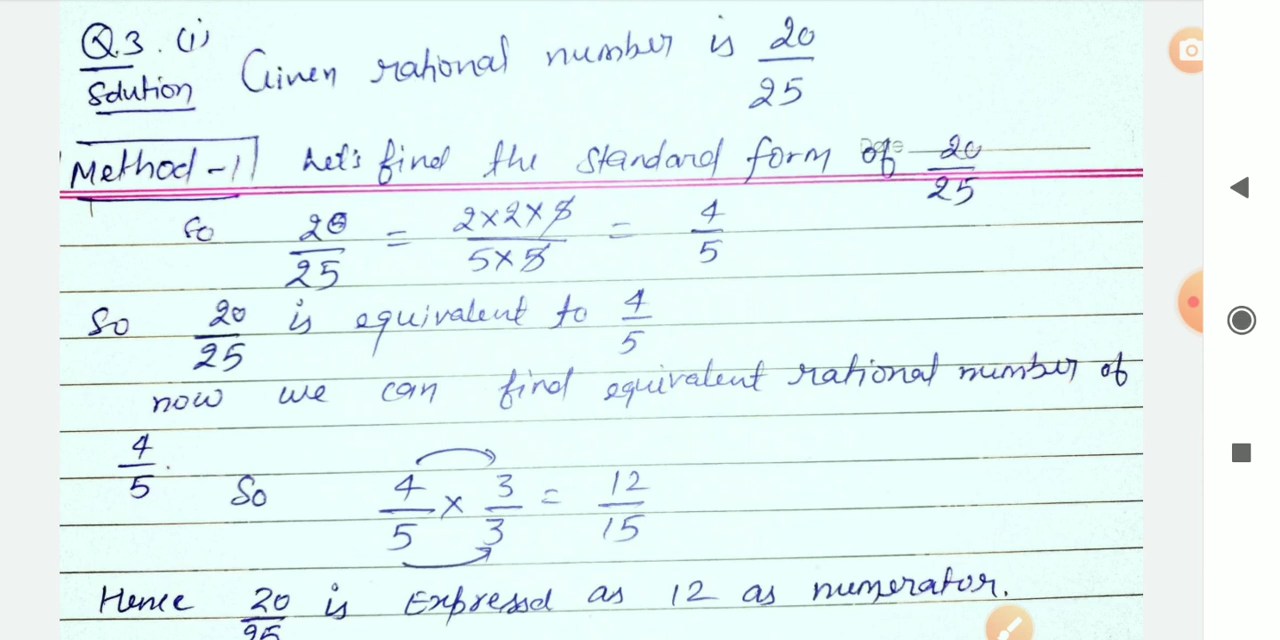 Q.3. (i)
Solution Given rational number is 20/25
Method-1 Let's find the standard form of 20/25
So 20/25 = 2×2×5/5×5 = 4/5
So 20/25 is equivalent to 4/5
now we can find equivalent rational number of
4/5. So 4/5 × 3/3 = 12/15
Hence 20/25 is Expressed as 12 as numerator.